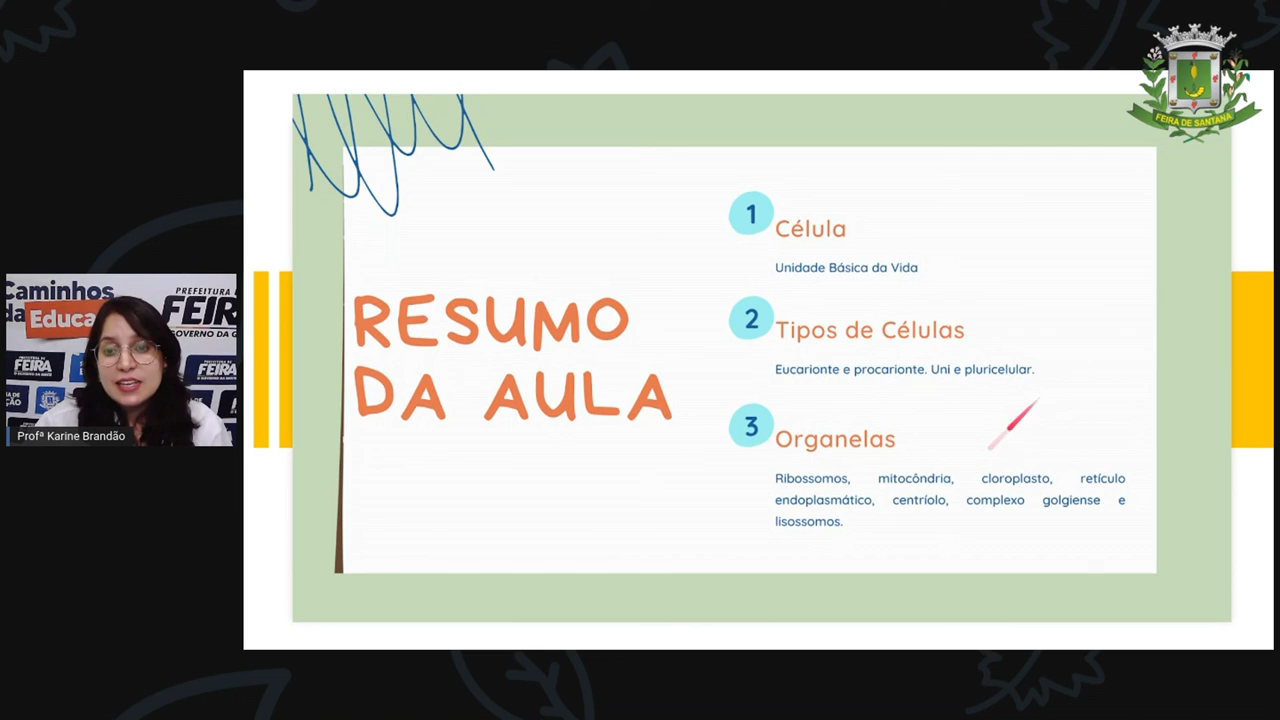 FEIRA DE SANTANA
RESUMO
DA AULA
1
Célula
Unidade Básica da Vida
2
Tipos de Células
Eucarionte e procarionte. Uni e pluricelular.
3
Organelas
Ribossomos, mitocôndria, cloroplasto, retículo
endoplasmático, centríolo, complexo golgiense e
lisossomos.
Caminhos
da Educa
PREFEITURA
FEIR
GOVERNO DA
FEIRA
FEIRA
Profª Karine Brandão